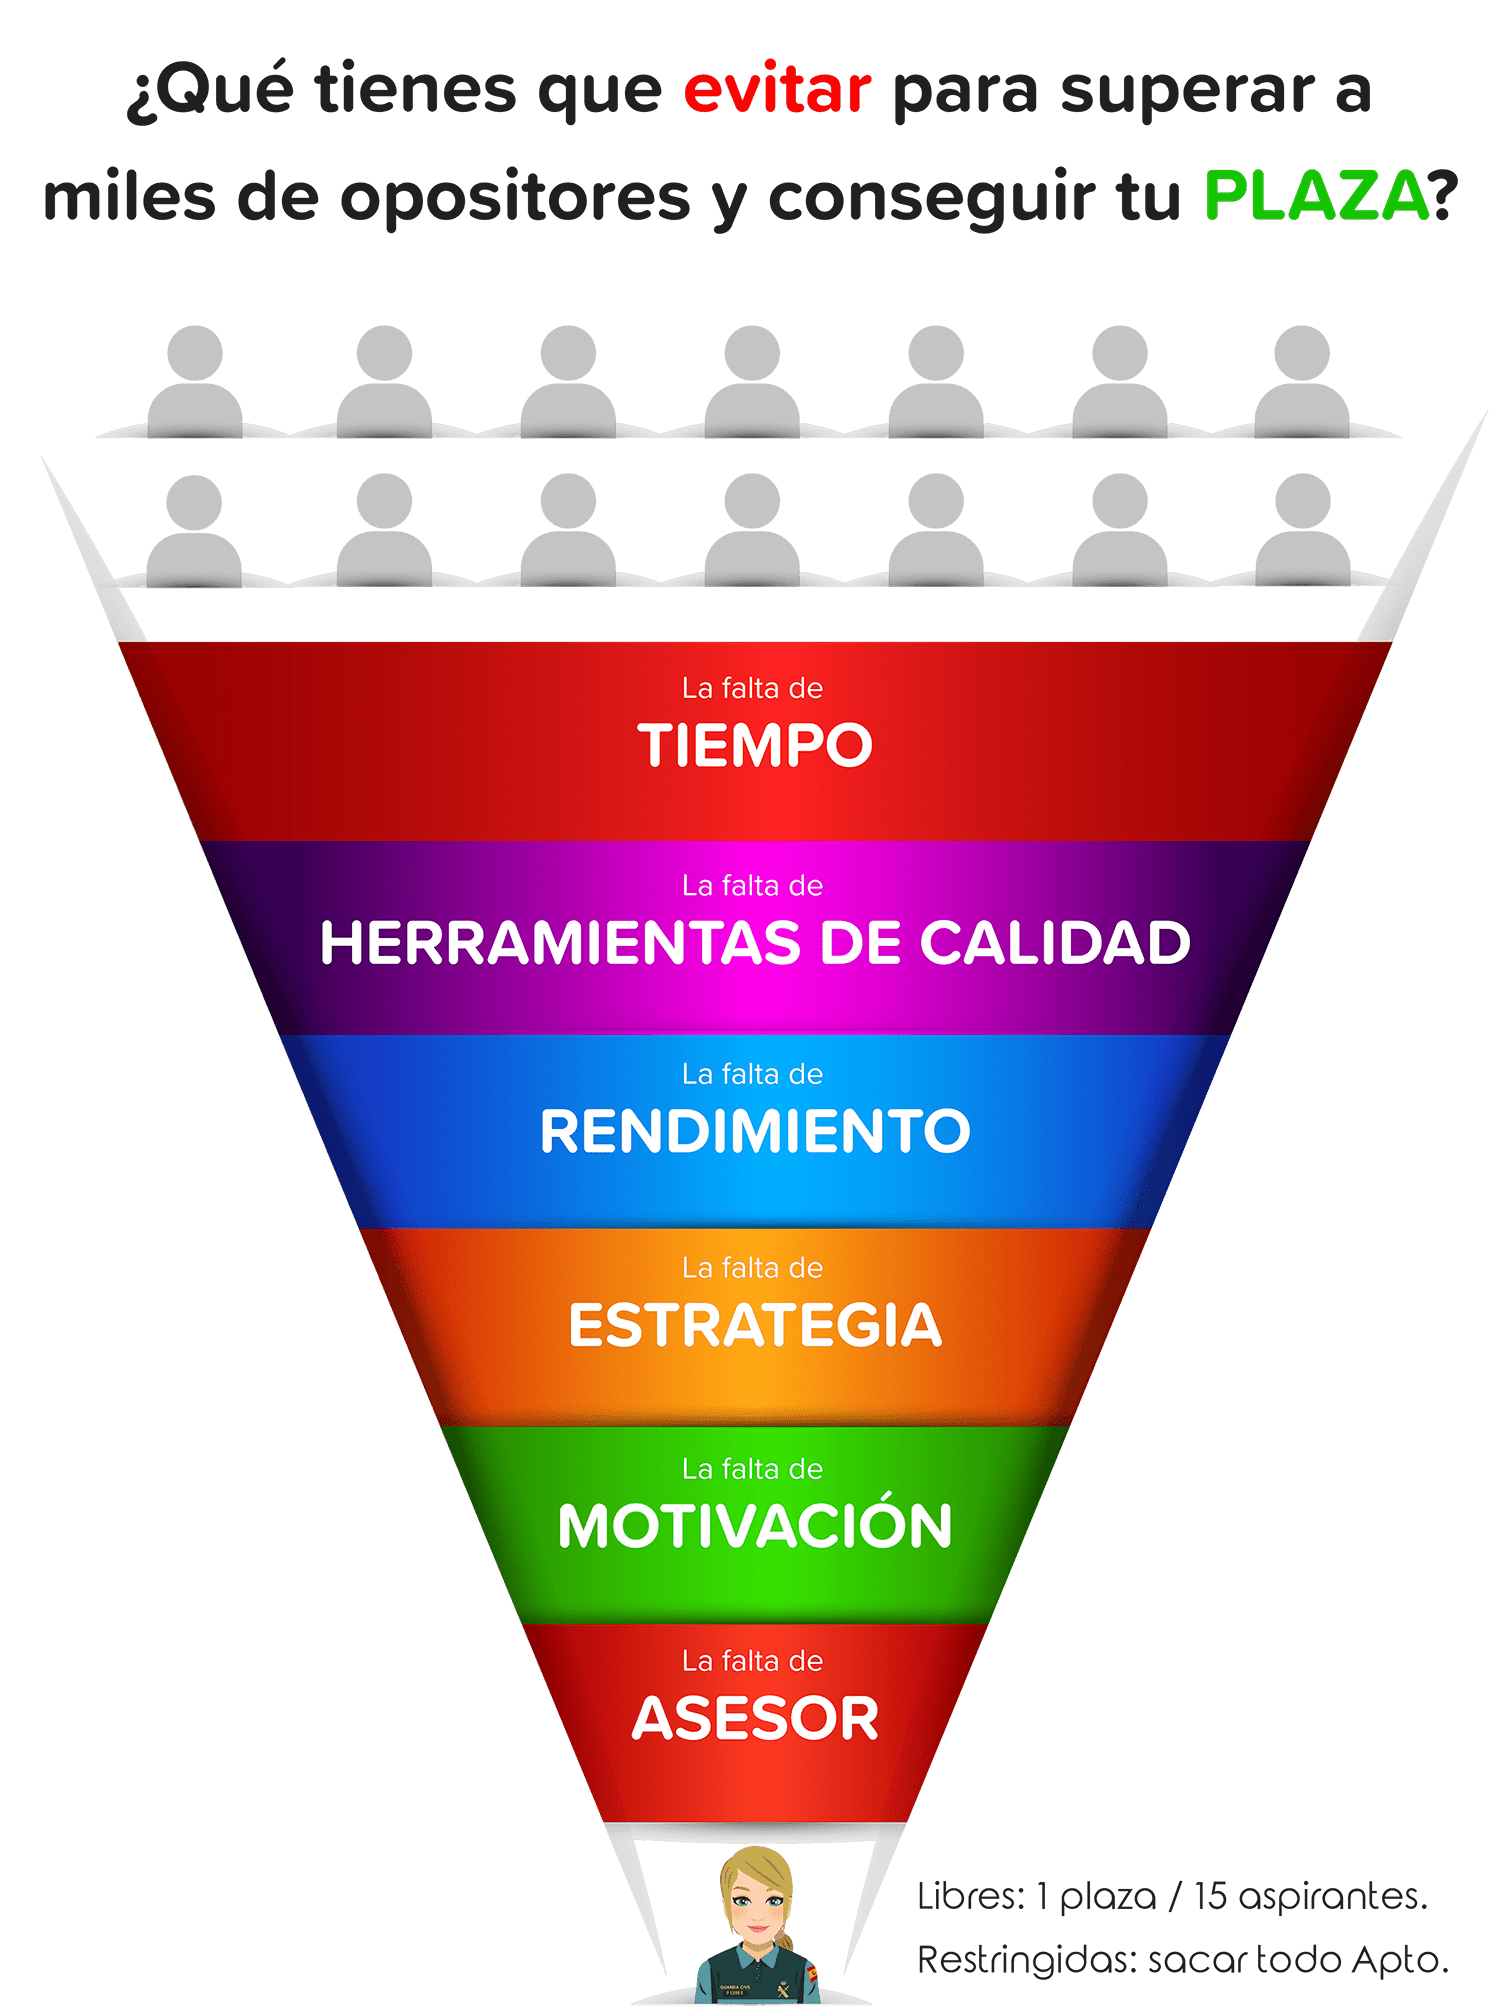 ¿Qué tienes que evitar para superar a
miles de opositores y conseguir tu PLAZA?
La falta de
TIEMPO
La falta de
HERRAMIENTAS DE CALIDAD
La falta de
RENDIMIENTO
La falta de
ESTRATEGIA
La falta de
MOTIVACIÓN
La falta de
ASESOR
Libres: 1 plaza / 15 aspirantes.
Restringidas: sacar todo Apto.
GUARDIA CIVIL